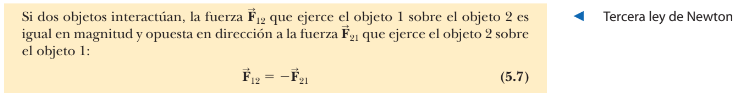 Si dos objetos interactúan, la fuerza F⃗₁₂ que ejerce el objeto 1 sobre el objeto 2 es
igual en magnitud y opuesta en dirección a la fuerza F⃗₂₁ que ejerce el objeto 2 sobre
el objeto 1:
F⃗₁₂ = −F⃗₂₁ (5.7)
◀ Tercera ley de Newton